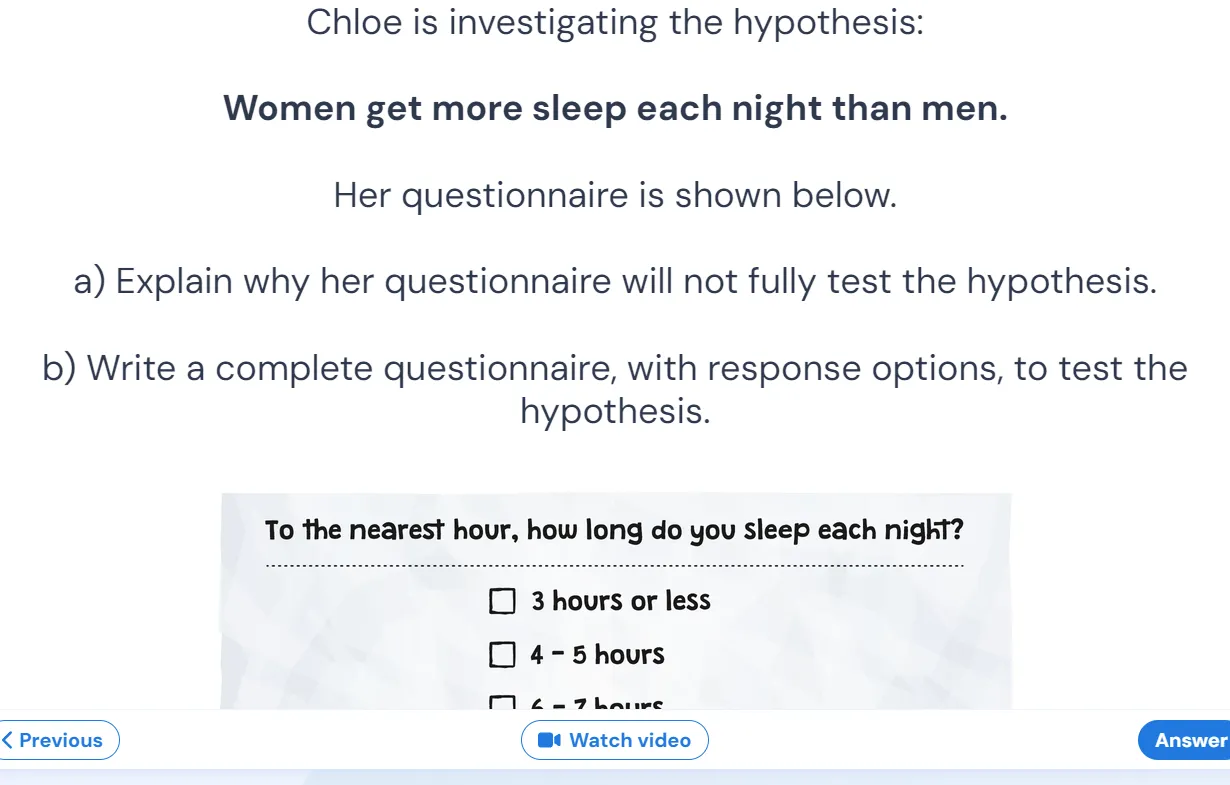 Chloe is investigating the hypothesis:
Women get more sleep each night than men.
Her questionnaire is shown below.
a) Explain why her questionnaire will not fully test the hypothesis.
b) Write a complete questionnaire, with response options, to test the
hypothesis.
To the nearest hour, how long do you sleep each night?
3 hours or less
4 - 5 hours
6 - 7 hours
Previous
Watch video
Answer